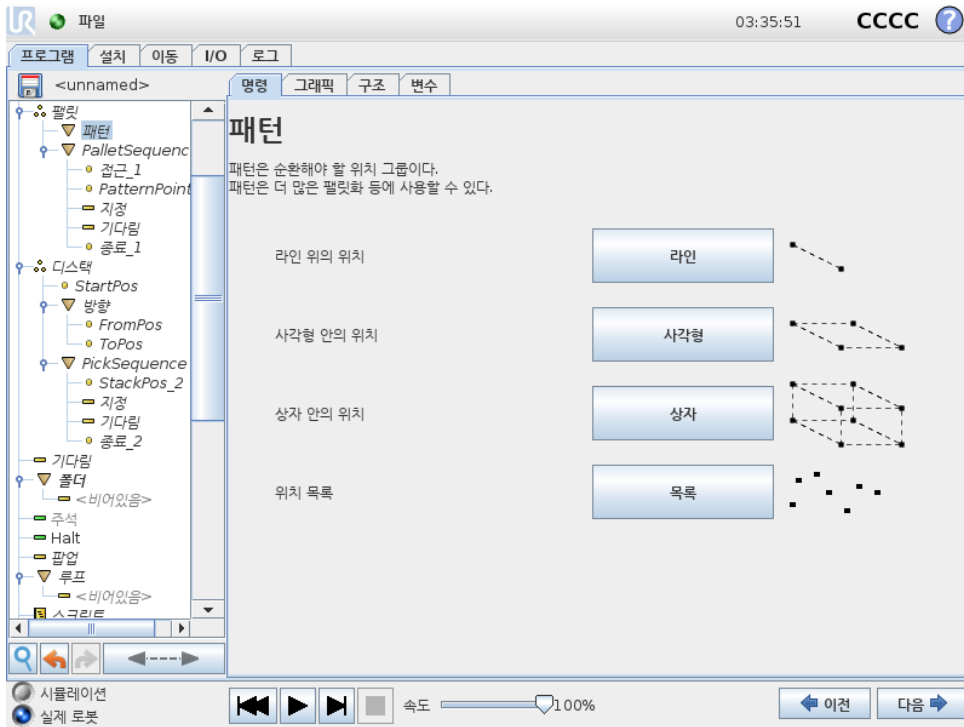 파일
03:35:51
CCCC
?
프로그램 설치 이동 I/O 로그
<unnamed>
명령 그래픽 구조 변수
팰릿
패턴
PalletSequenc
접근_1
PatternPoint
지정
기다림
종료_1
디스택
StartPos
방향
FromPos
ToPos
PickSequence
StackPos_2
지정
기다림
종료_2
기다림
폴더
<비어있음>
주석
Halt
팝업
루프
<비어있음>
스크립트
패턴
패턴은 순환해야 할 위치 그룹이다.
패턴은 더 많은 팰릿화 등에 사용할 수 있다.
라인 위의 위치 라인
사각형 안의 위치 사각형
상자 안의 위치 상자
위치 목록 목록
시뮬레이션
실제 로봇
속도 100%
이전 다음